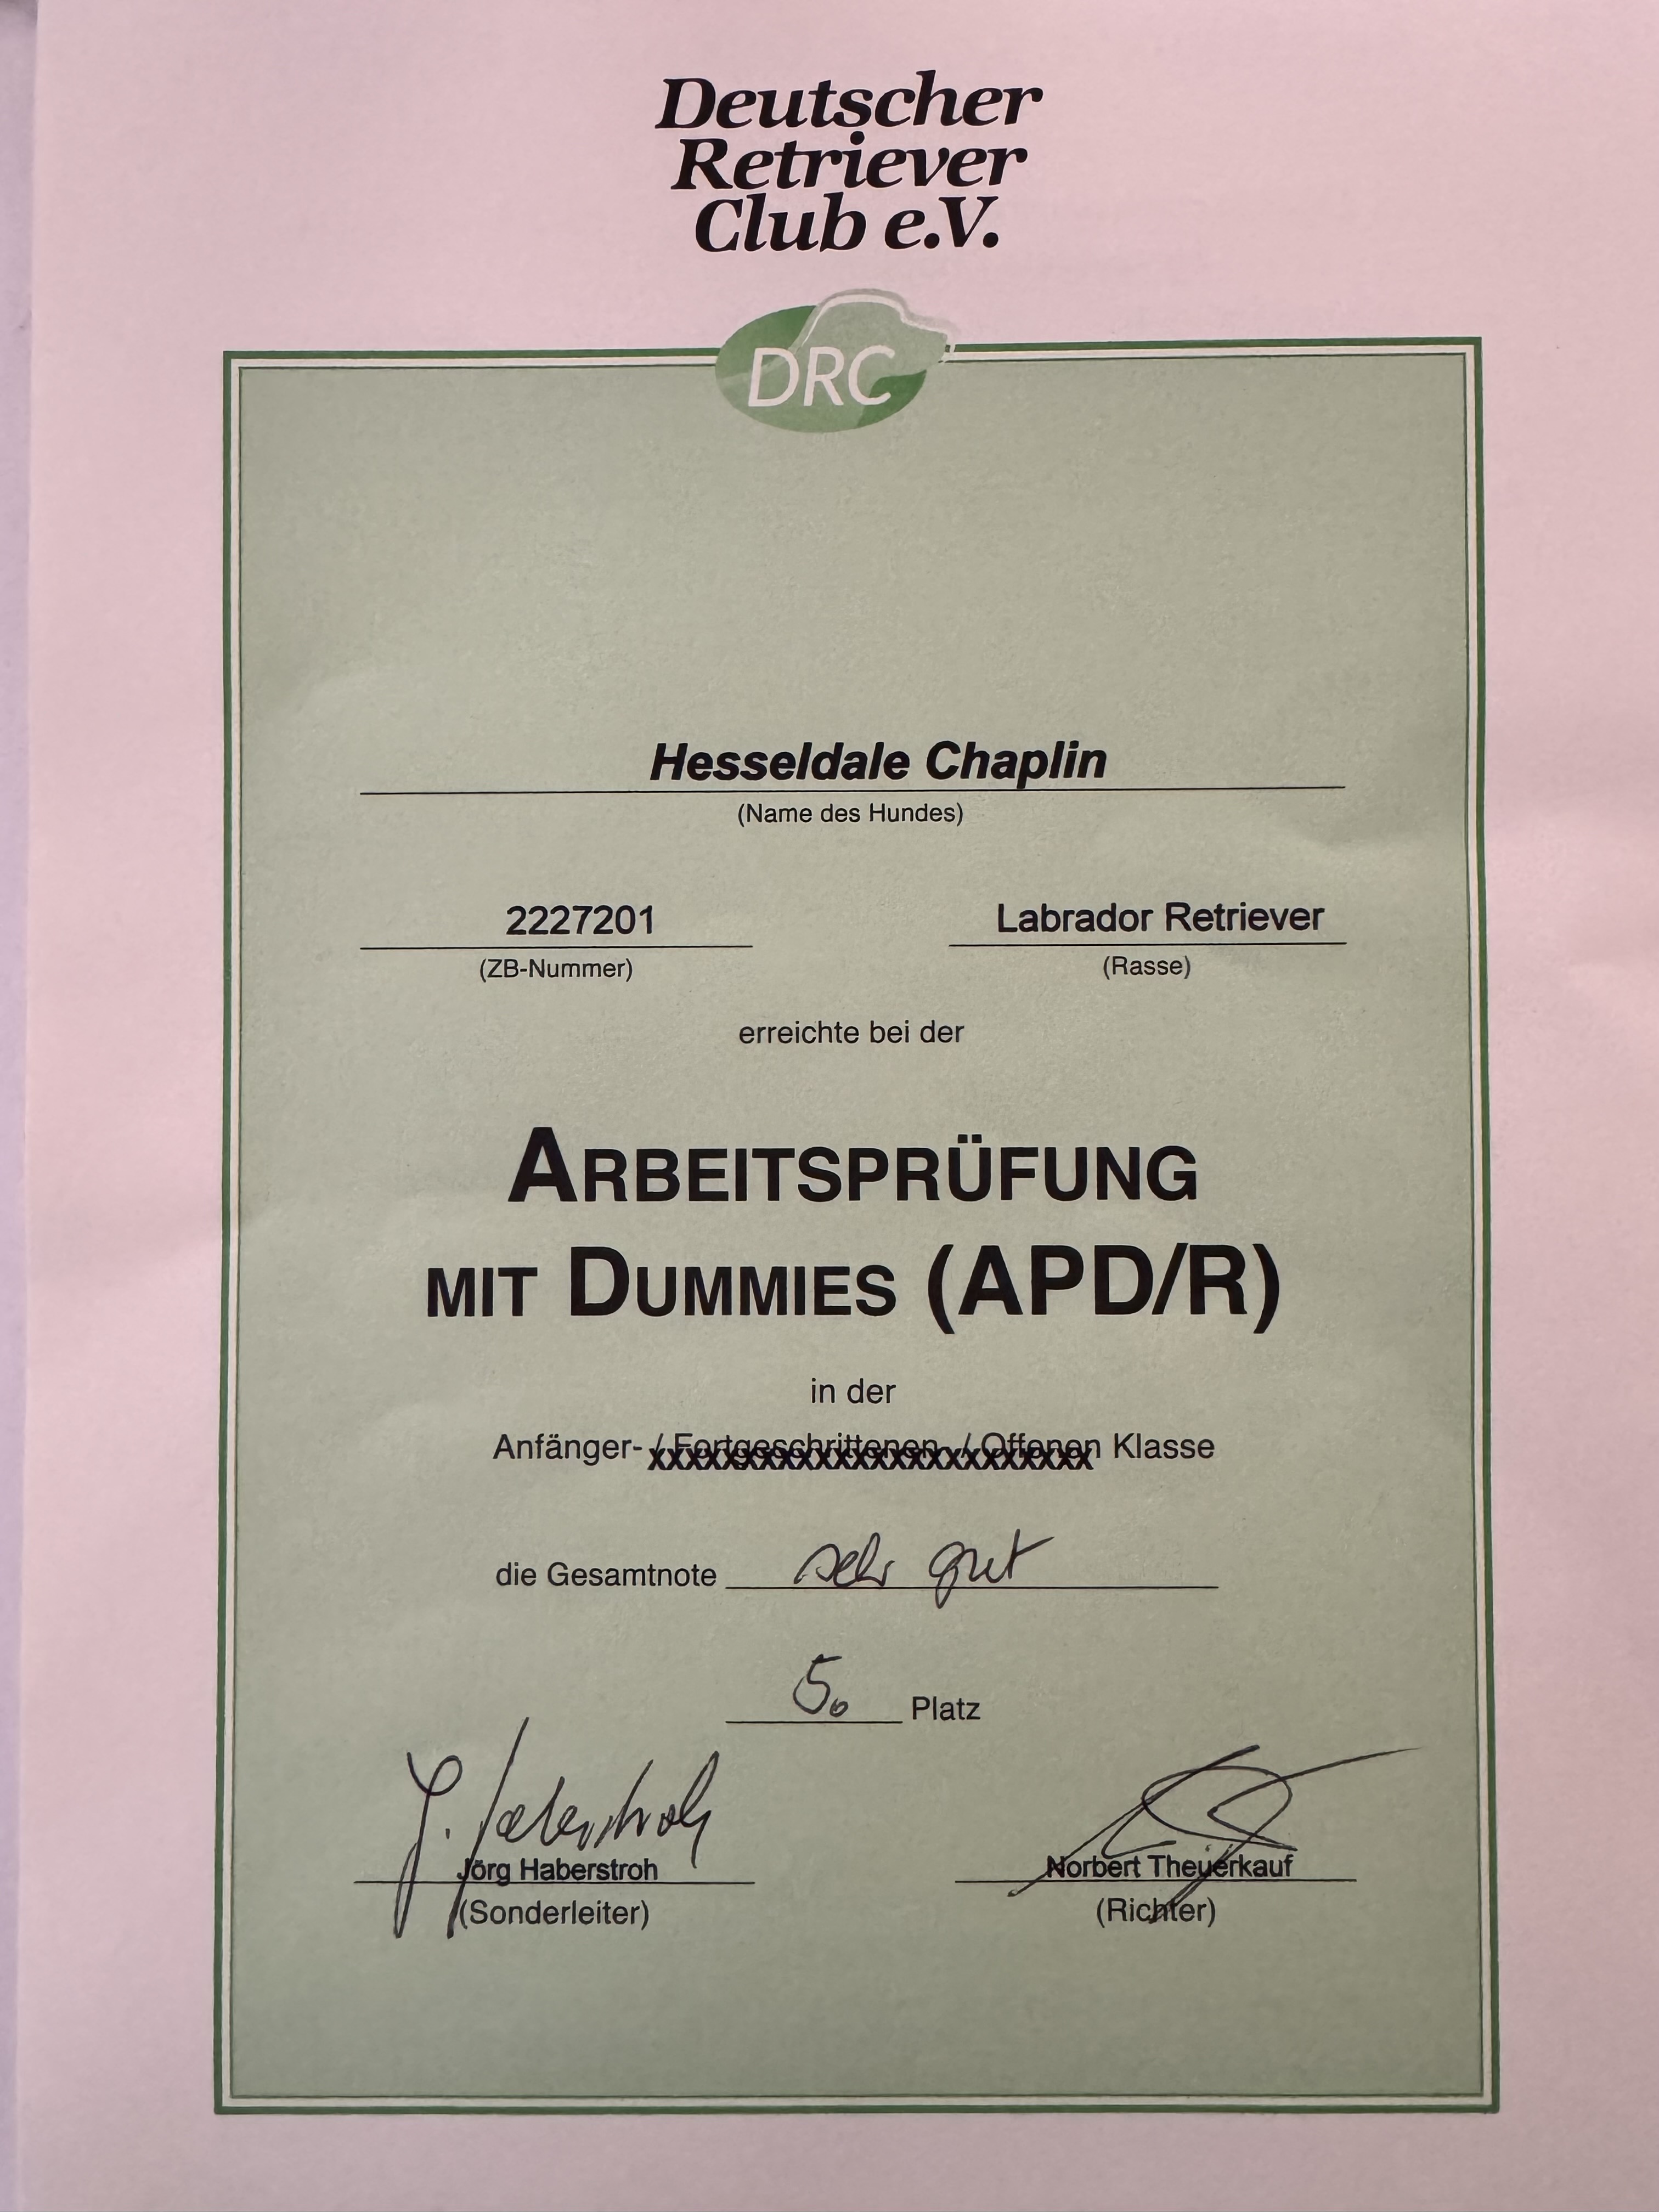 Deutscher
Retriever
Club e.V.
DRC
Hesseldale Chaplin
(Name des Hundes)
2227201 Labrador Retriever
(ZB-Nummer) (Rasse)
erreichte bei der
ARBEITSPRÜFUNG
MIT DUMMIES (APD/R)
in der
Anfänger- / Fortgeschrittenen- / Offenen Klasse
die Gesamtnote sehr gut
5. Platz
J. Haberstroh
Jörg Haberstroh Norbert Theuerkauf
(Sonderleiter) (Richter)